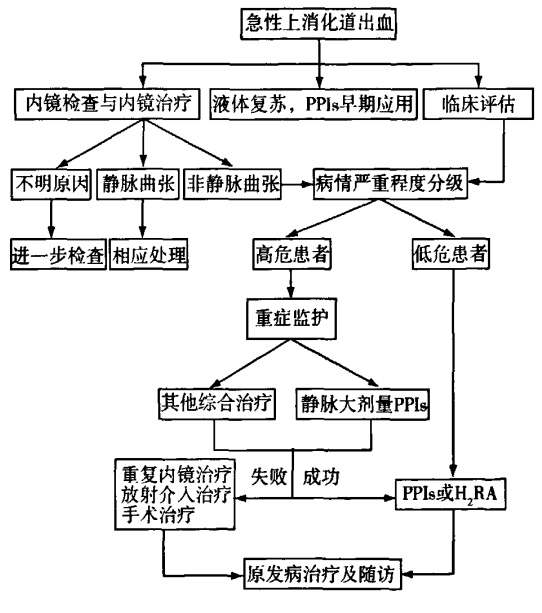 急性上消化道出血
内镜检查与内镜治疗
液体复苏，PPIs早期应用
临床评估
不明原因
静脉曲张
非静脉曲张
病情严重程度分级
进一步检查
相应处理
高危患者
低危患者
重症监护
其他综合治疗
静脉大剂量PPIs
重复内镜治疗
放射介入治疗
手术治疗
失败
成功
PPIs或H₂RA
原发病治疗及随访